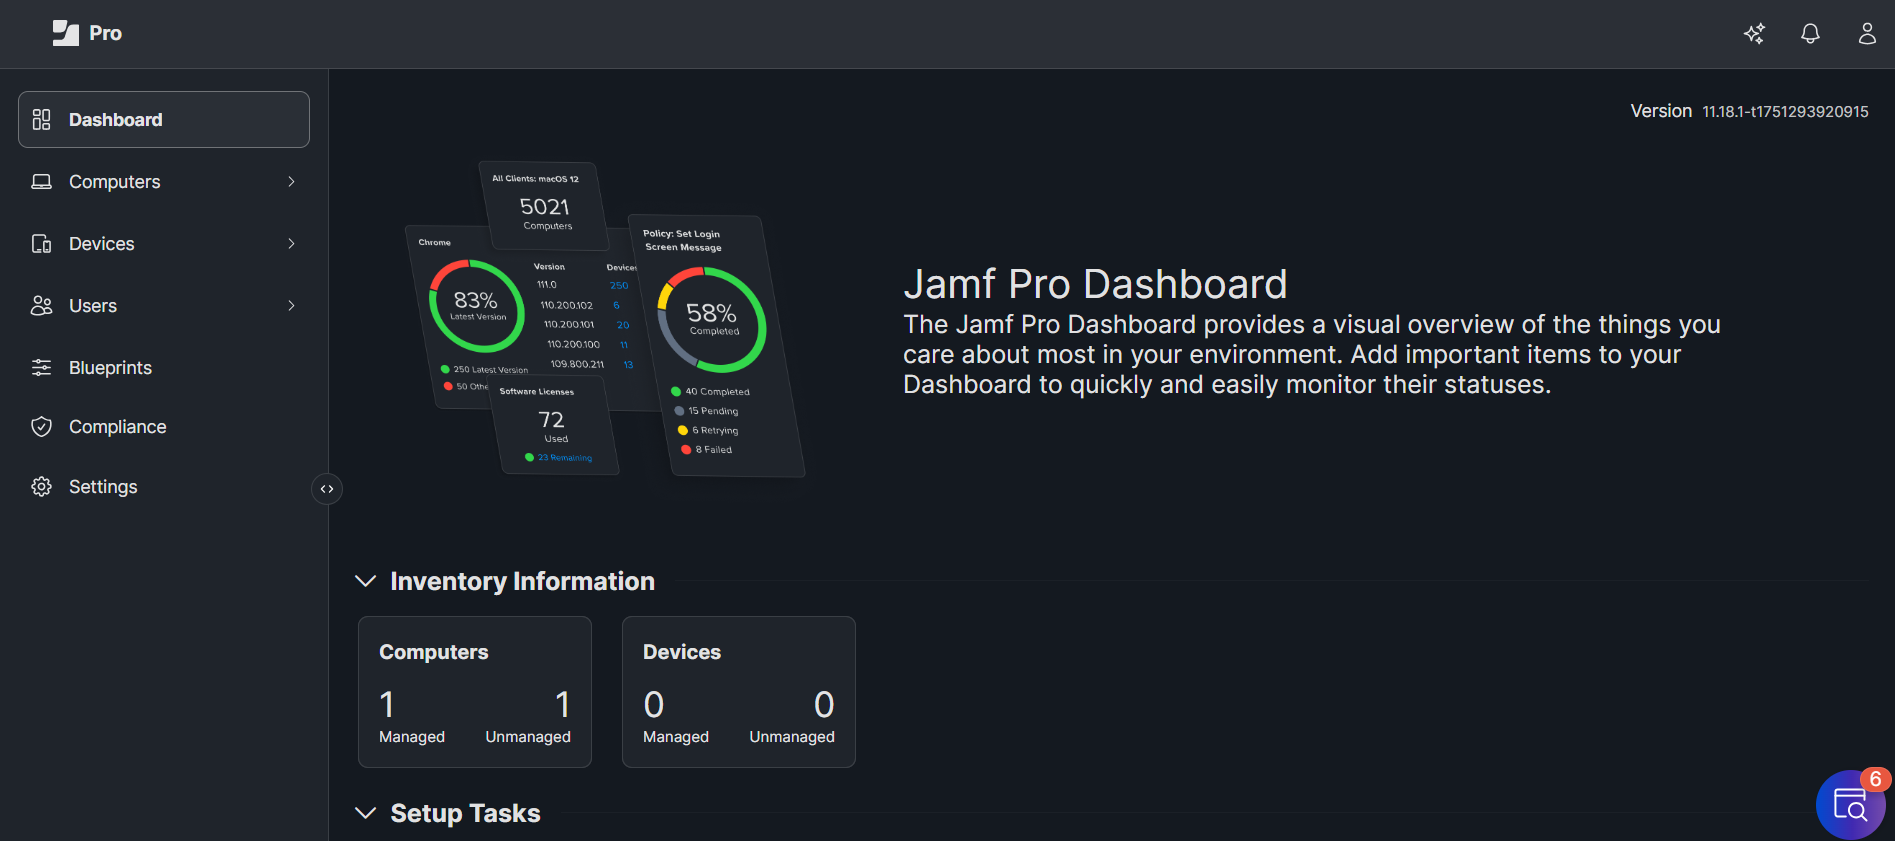 Pro
Dashboard
Computers
Devices
Users
Blueprints
Compliance
Settings
Version 11.18.1-t1751293920915
All Clients: macOS 12
5021
Computers
Chrome
83%
Latest Version
250 Latest Version
50 Othe
Version Devices
111.0 250
110.200.102 6
110.200.101 20
110.200.100 11
109.800.211 13
Software Licenses
72
Used
23 Remaining
Policy: Set Login
Screen Message
58%
Completed
40 Completed
15 Pending
6 Retrying
8 Failed
Jamf Pro Dashboard
The Jamf Pro Dashboard provides a visual overview of the things you
care about most in your environment. Add important items to your
Dashboard to quickly and easily monitor their statuses.
Inventory Information
Computers
1 1
Managed Unmanaged
Devices
0 0
Managed Unmanaged
Setup Tasks
6